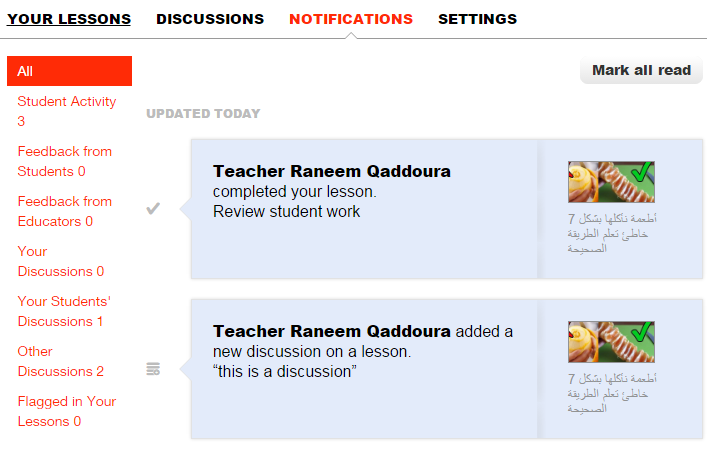 YOUR LESSONS DISCUSSIONS NOTIFICATIONS SETTINGS
All
Student Activity
3
Feedback from
Students 0
Feedback from
Educators 0
Your
Discussions 0
Your Students'
Discussions 1
Other
Discussions 2
Flagged in Your
Lessons 0
Mark all read
UPDATED TODAY
Teacher Raneem Qaddoura
completed your lesson.
Review student work
7 أطعمة ناكلها بشكل
خاطئ تعلم الطريقة
الصحيحة
Teacher Raneem Qaddoura added a
new discussion on a lesson.
“this is a discussion”
7 أطعمة ناكلها بشكل
خاطئ تعلم الطريقة
الصحيحة